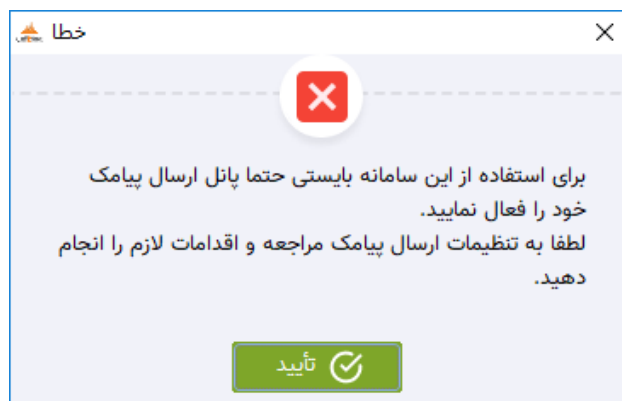 خطا
برای استفاده از این سامانه بایستی حتما پانل ارسال پیامک
خود را فعال نمایید.
لطفا به تنظیمات ارسال پیامک مراجعه و اقدامات لازم را انجام
دهید.
تأیید